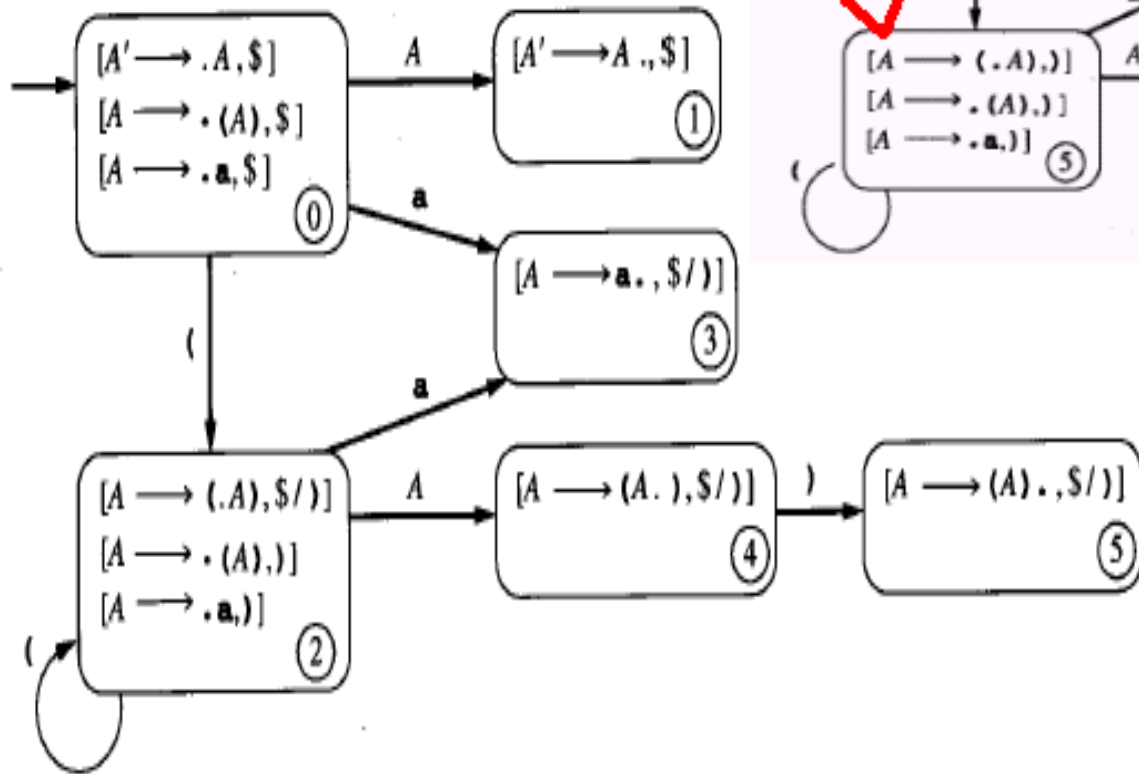 [A' → .A,$]
[A → .(A),$]
[A → .a,$]
0
A
[A' → A.,$]
1
a
[A → a.,$/)]
3
(
a
[A → (.A),$/)]
[A → .(A),)]
[A → .a,)]
2
(
A
[A → (A.),$/)]
4
)
[A → (A).,$/)]
5
[A → (.A),)]
[A → .(A),)]
[A → .a,)]
5
(
A